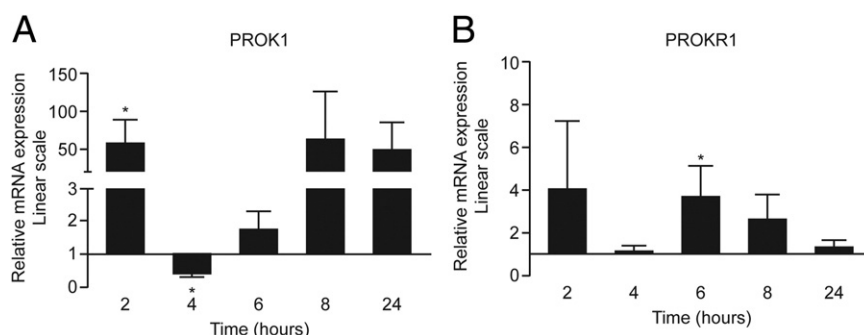 A
PROK1
Relative mRNA expression
Linear scale
150
100
50
3
2
1
0
*
*
2 4 6 8 24
Time (hours)
B
PROKR1
Relative mRNA expression
Linear scale
10
8
6
4
2
0
*
2 4 6 8 24
Time (hours)